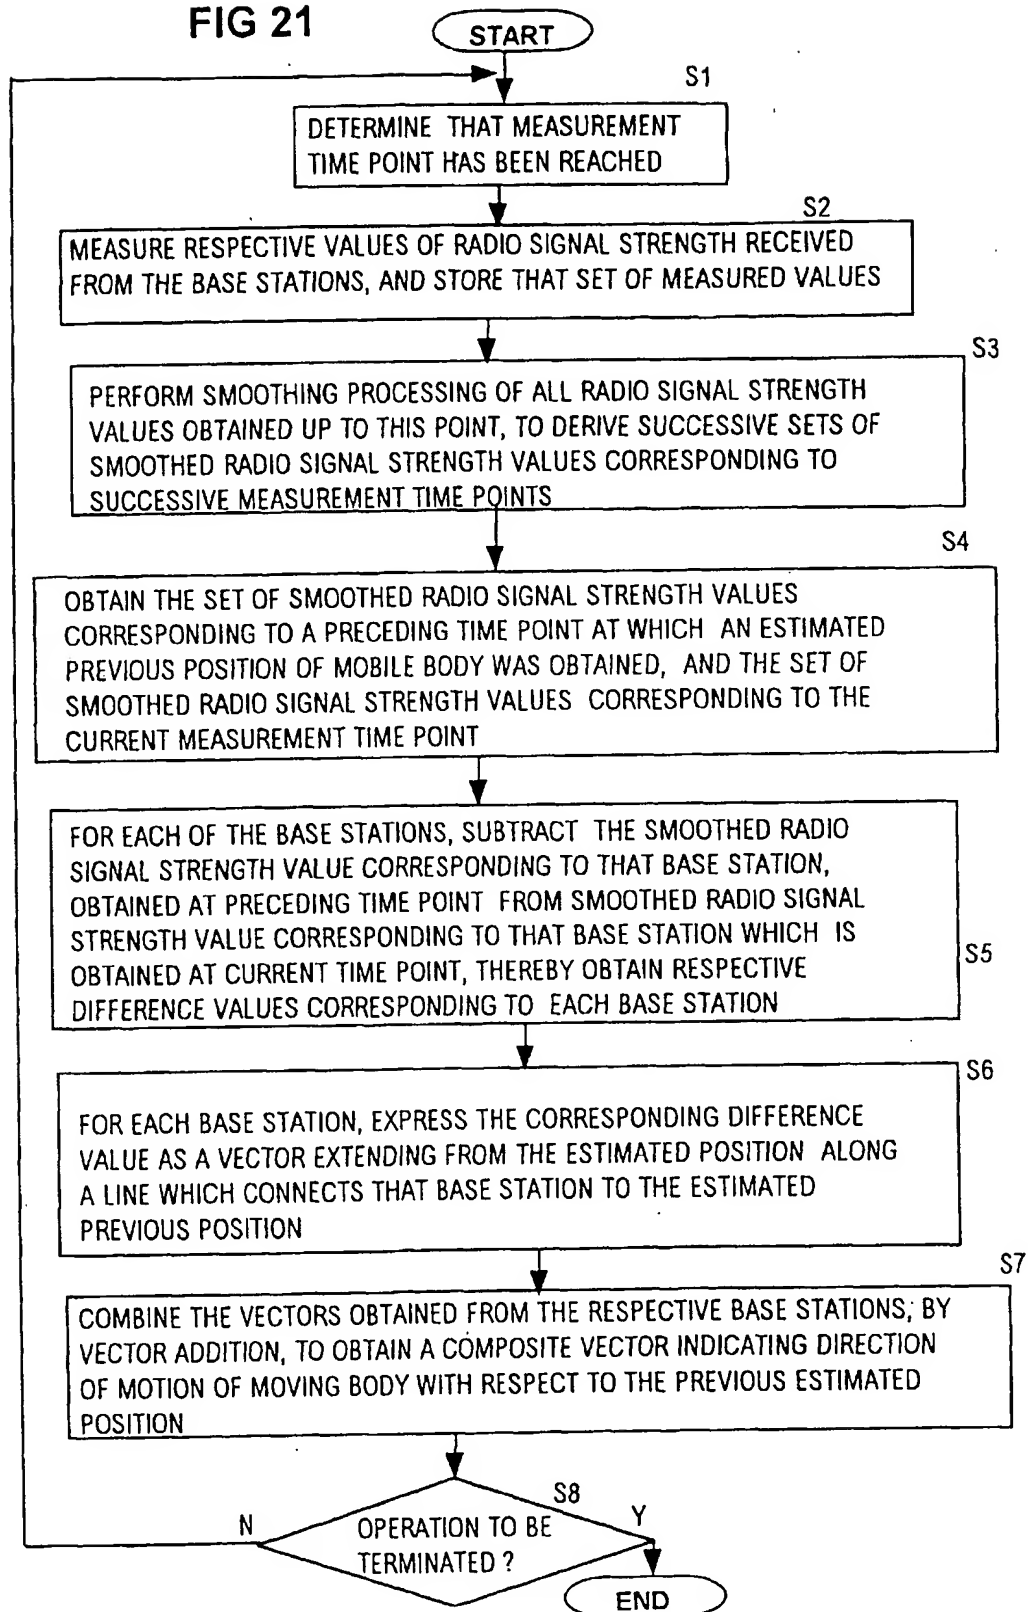 FIG 21
START
S1
DETERMINE THAT MEASUREMENT
TIME POINT HAS BEEN REACHED
S2
MEASURE RESPECTIVE VALUES OF RADIO SIGNAL STRENGTH RECEIVED
FROM THE BASE STATIONS, AND STORE THAT SET OF MEASURED VALUES
S3
PERFORM SMOOTHING PROCESSING OF ALL RADIO SIGNAL STRENGTH
VALUES OBTAINED UP TO THIS POINT, TO DERIVE SUCCESSIVE SETS OF
SMOOTHED RADIO SIGNAL STRENGTH VALUES CORRESPONDING TO
SUCCESSIVE MEASUREMENT TIME POINTS
S4
OBTAIN THE SET OF SMOOTHED RADIO SIGNAL STRENGTH VALUES
CORRESPONDING TO A PRECEDING TIME POINT AT WHICH AN ESTIMATED
PREVIOUS POSITION OF MOBILE BODY WAS OBTAINED, AND THE SET OF
SMOOTHED RADIO SIGNAL STRENGTH VALUES CORRESPONDING TO THE
CURRENT MEASUREMENT TIME POINT
FOR EACH OF THE BASE STATIONS, SUBTRACT THE SMOOTHED RADIO
SIGNAL STRENGTH VALUE CORRESPONDING TO THAT BASE STATION,
OBTAINED AT PRECEDING TIME POINT FROM SMOOTHED RADIO SIGNAL
STRENGTH VALUE CORRESPONDING TO THAT BASE STATION WHICH IS
OBTAINED AT CURRENT TIME POINT, THEREBY OBTAIN RESPECTIVE
DIFFERENCE VALUES CORRESPONDING TO EACH BASE STATION
S5
S6
FOR EACH BASE STATION, EXPRESS THE CORRESPONDING DIFFERENCE
VALUE AS A VECTOR EXTENDING FROM THE ESTIMATED POSITION ALONG
A LINE WHICH CONNECTS THAT BASE STATION TO THE ESTIMATED
PREVIOUS POSITION
S7
COMBINE THE VECTORS OBTAINED FROM THE RESPECTIVE BASE STATIONS, BY
VECTOR ADDITION, TO OBTAIN A COMPOSITE VECTOR INDICATING DIRECTION
OF MOTION OF MOVING BODY WITH RESPECT TO THE PREVIOUS ESTIMATED
POSITION
S8
N
Y
OPERATION TO BE
TERMINATED ?
END